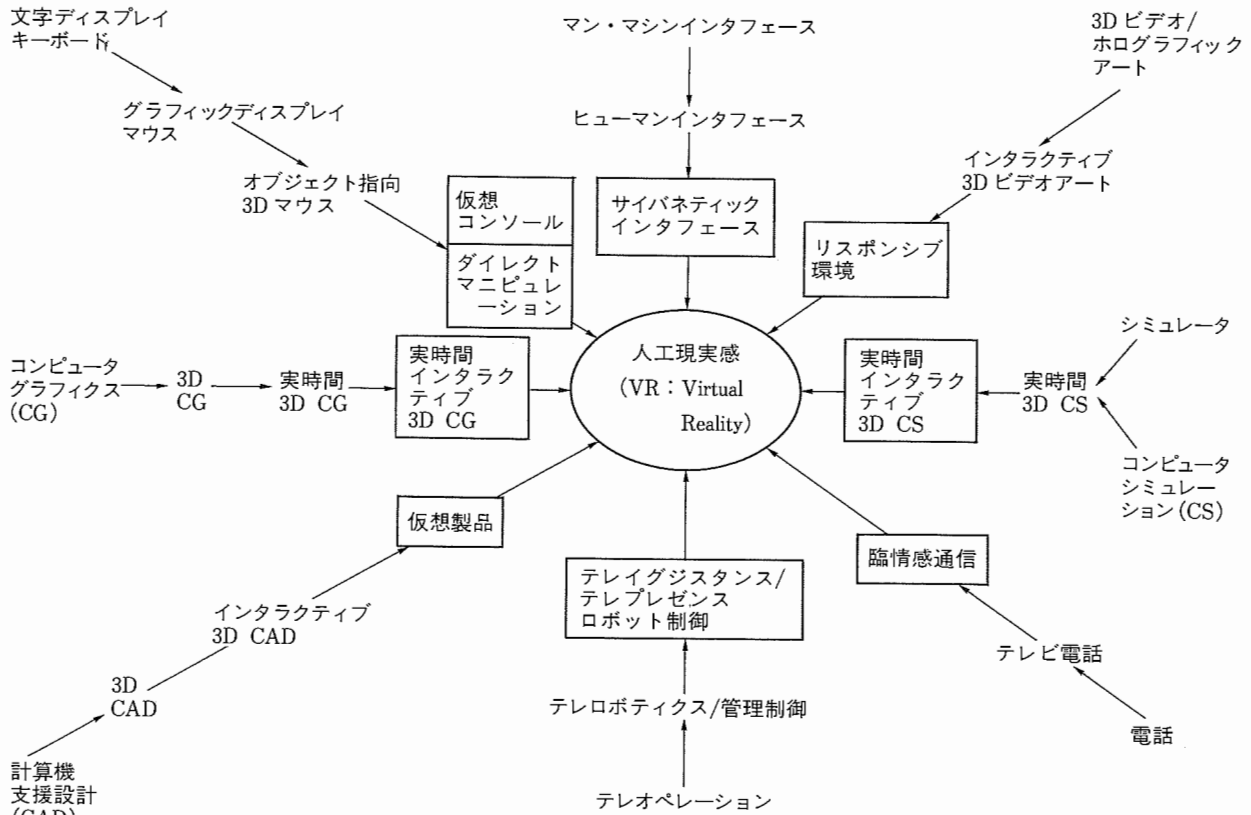 文字ディスプレイ
キーボード
グラフィックディスプレイ
マウス
オブジェクト指向
3Dマウス
仮想
コンソール
ダイレクト
マニピュレ
ーション
マン・マシンインタフェース
ヒューマンインタフェース
サイバネティック
インタフェース
3Dビデオ/
ホログラフィック
アート
インタラクティブ
3Dビデオアート
リスポンシブ
環境
コンピュータ
グラフィクス
(CG)
3D
CG
実時間
3D CG
実時間
インタラク
ティブ
3D CG
人工現実感
(VR:Virtual
Reality)
実時間
インタラク
ティブ
3D CS
実時間
3D CS
シミュレータ
コンピュータ
シミュレー
ション(CS)
仮想製品
インタラクティブ
3D CAD
3D
CAD
計算機
支援設計
(CAD)
テレイグジスタンス/
テレプレゼンス
ロボット制御
テレロボティクス/管理制御
テレオペレーション
臨情感通信
テレビ電話
電話